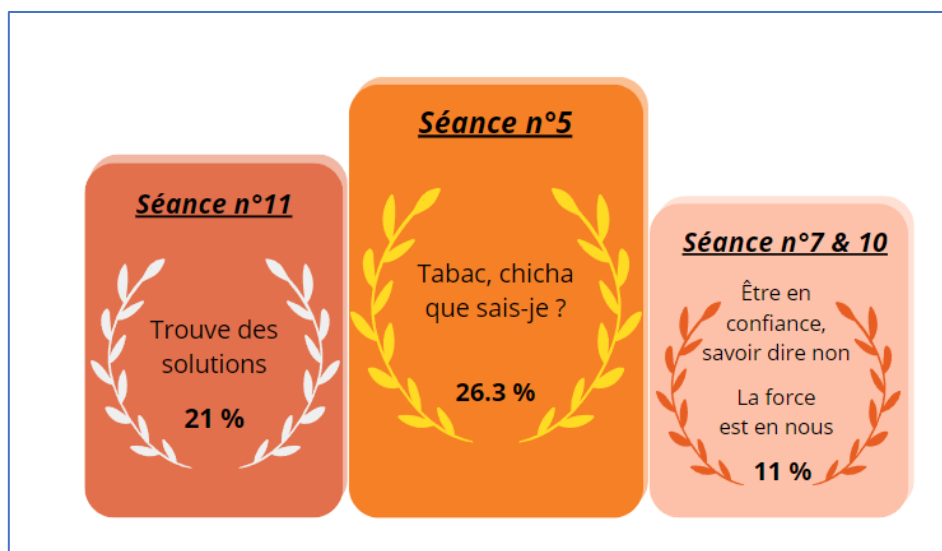 Séance n°11
Trouve des
solutions
21 %
Séance n°5
Tabac, chicha
que sais-je ?
26.3 %
Séance n°7 & 10
Être en
confiance,
savoir dire non
La force
est en nous
11 %